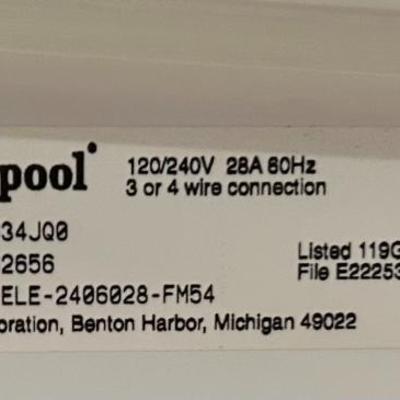 pool 120/240V 28A 60Hz
3 or 4 wire connection
34JQ0
2656 Listed 119G
File E22253
ELE-2406028-FM54
oration, Benton Harbor, Michigan 49022